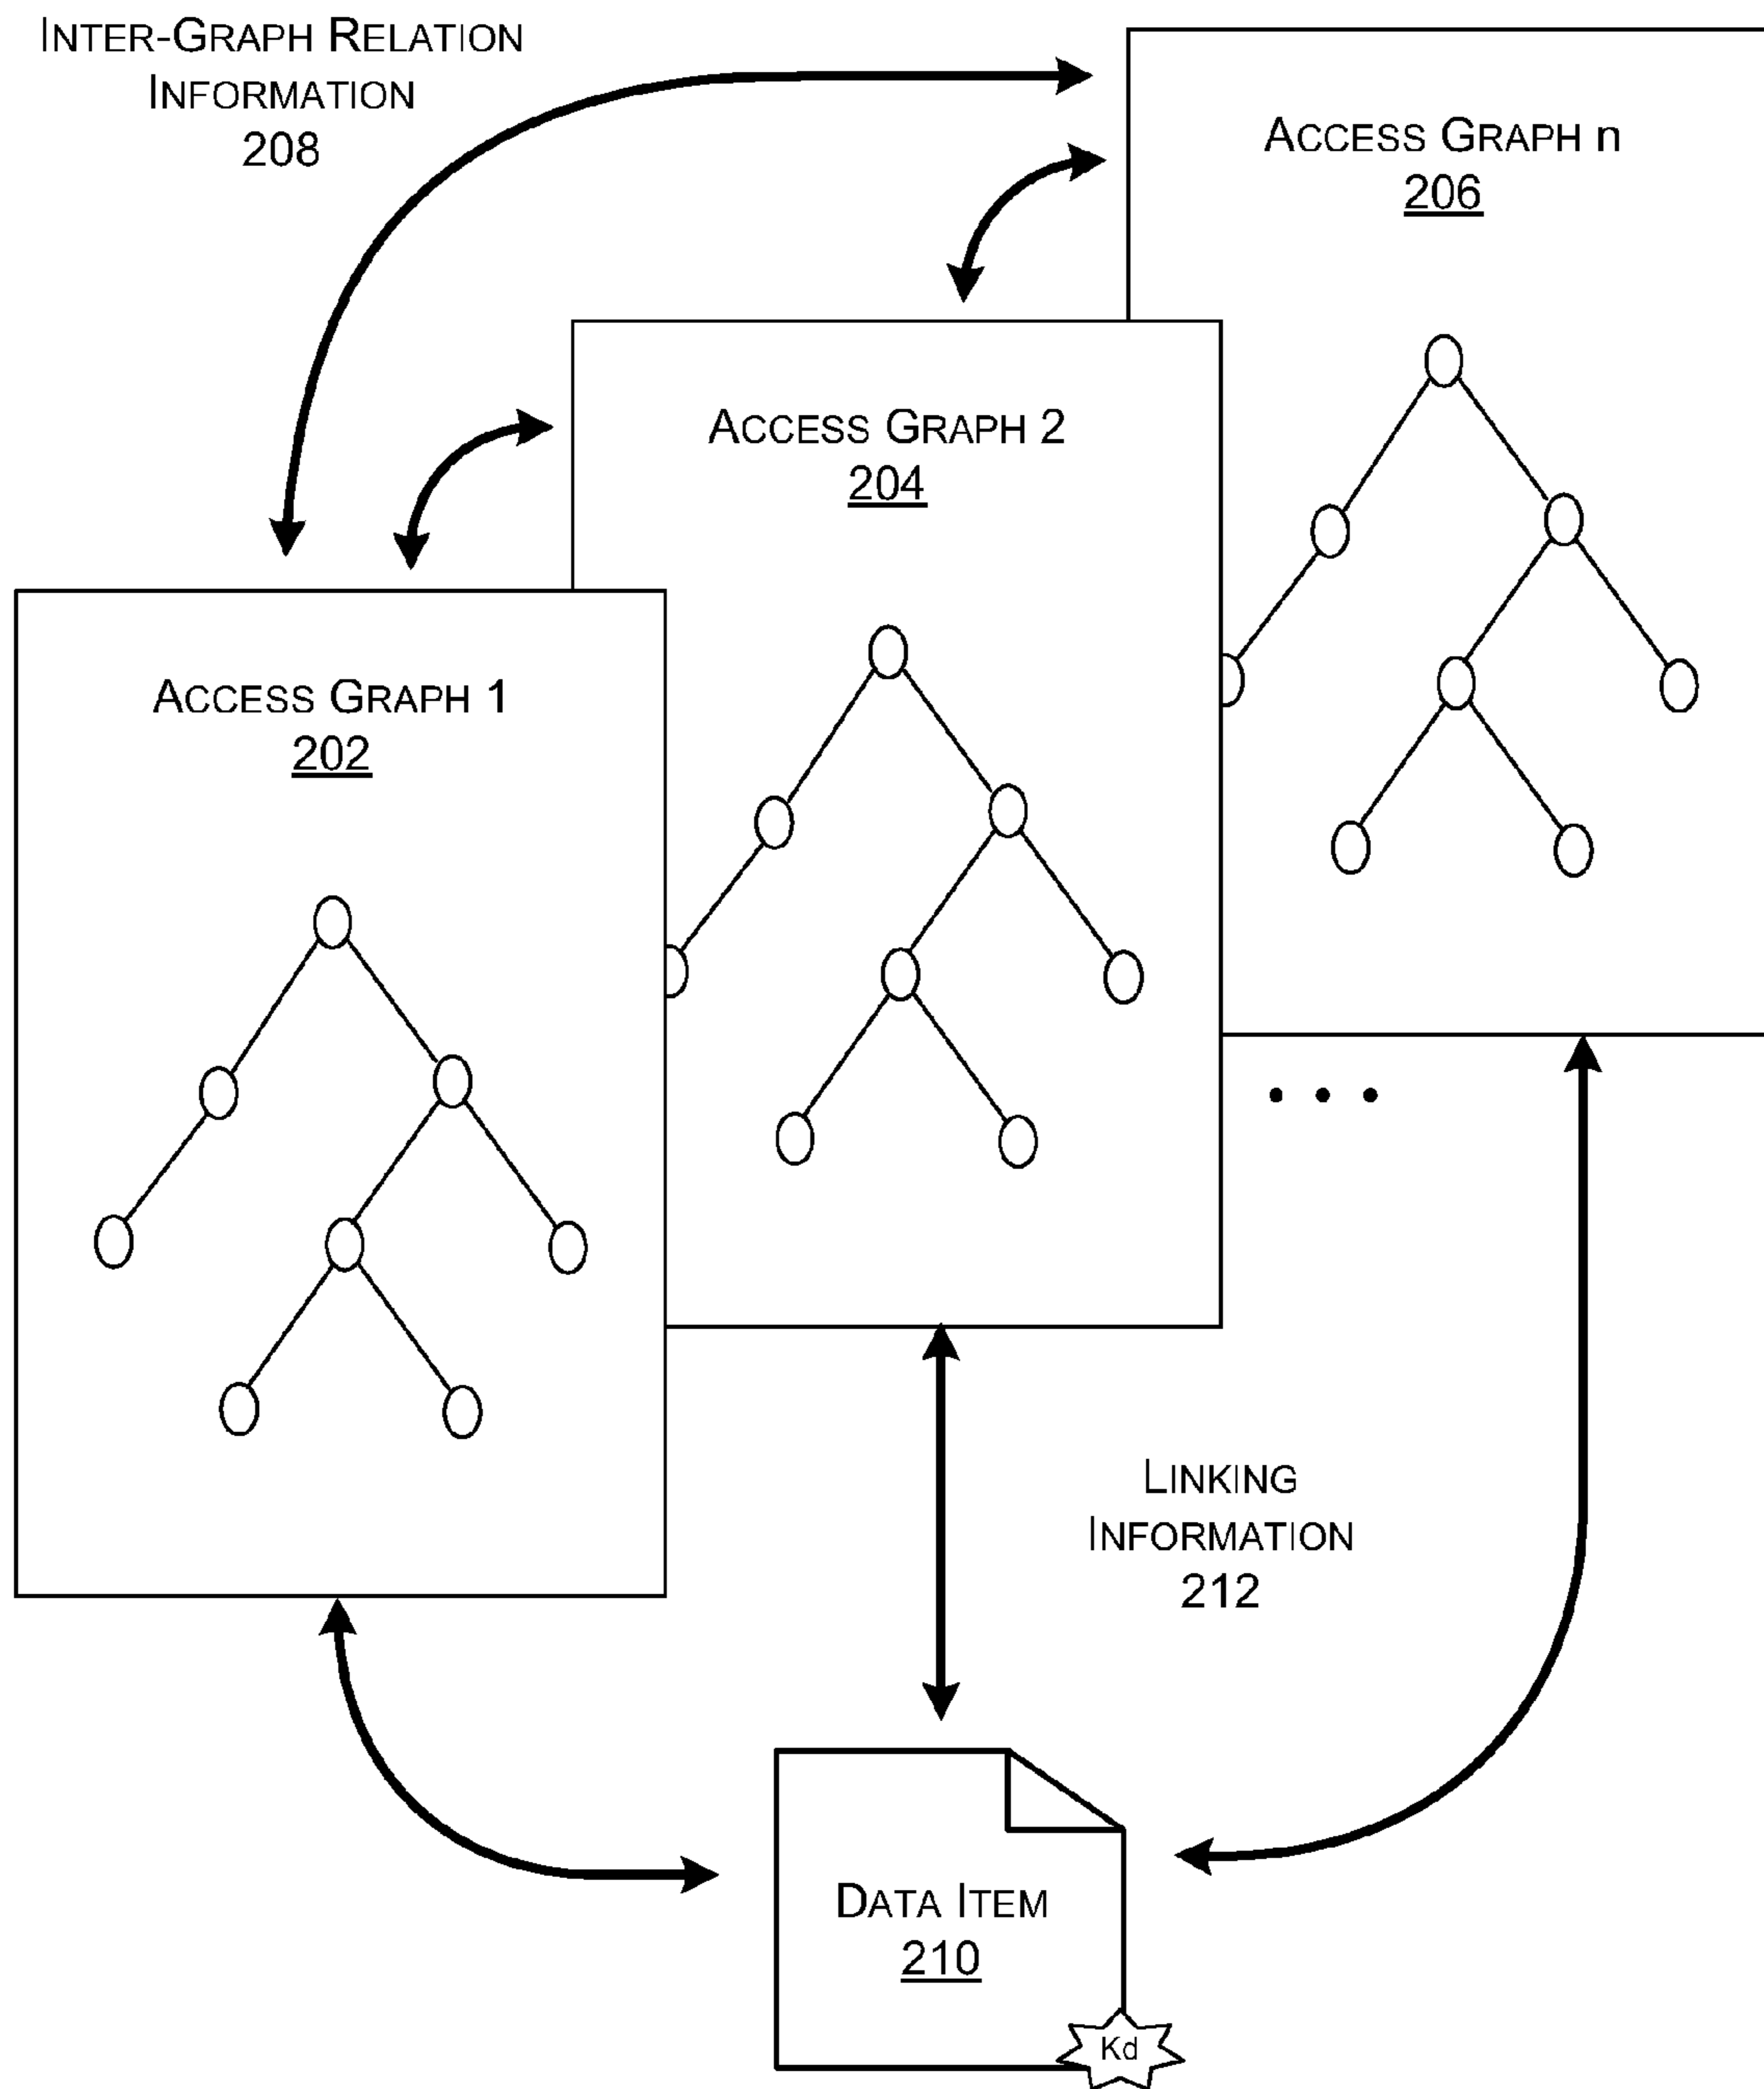 INTER-GRAPH RELATION
INFORMATION
208
ACCESS GRAPH n
206
ACCESS GRAPH 2
204
ACCESS GRAPH 1
202
• • •
LINKING
INFORMATION
212
DATA ITEM
210
Kd